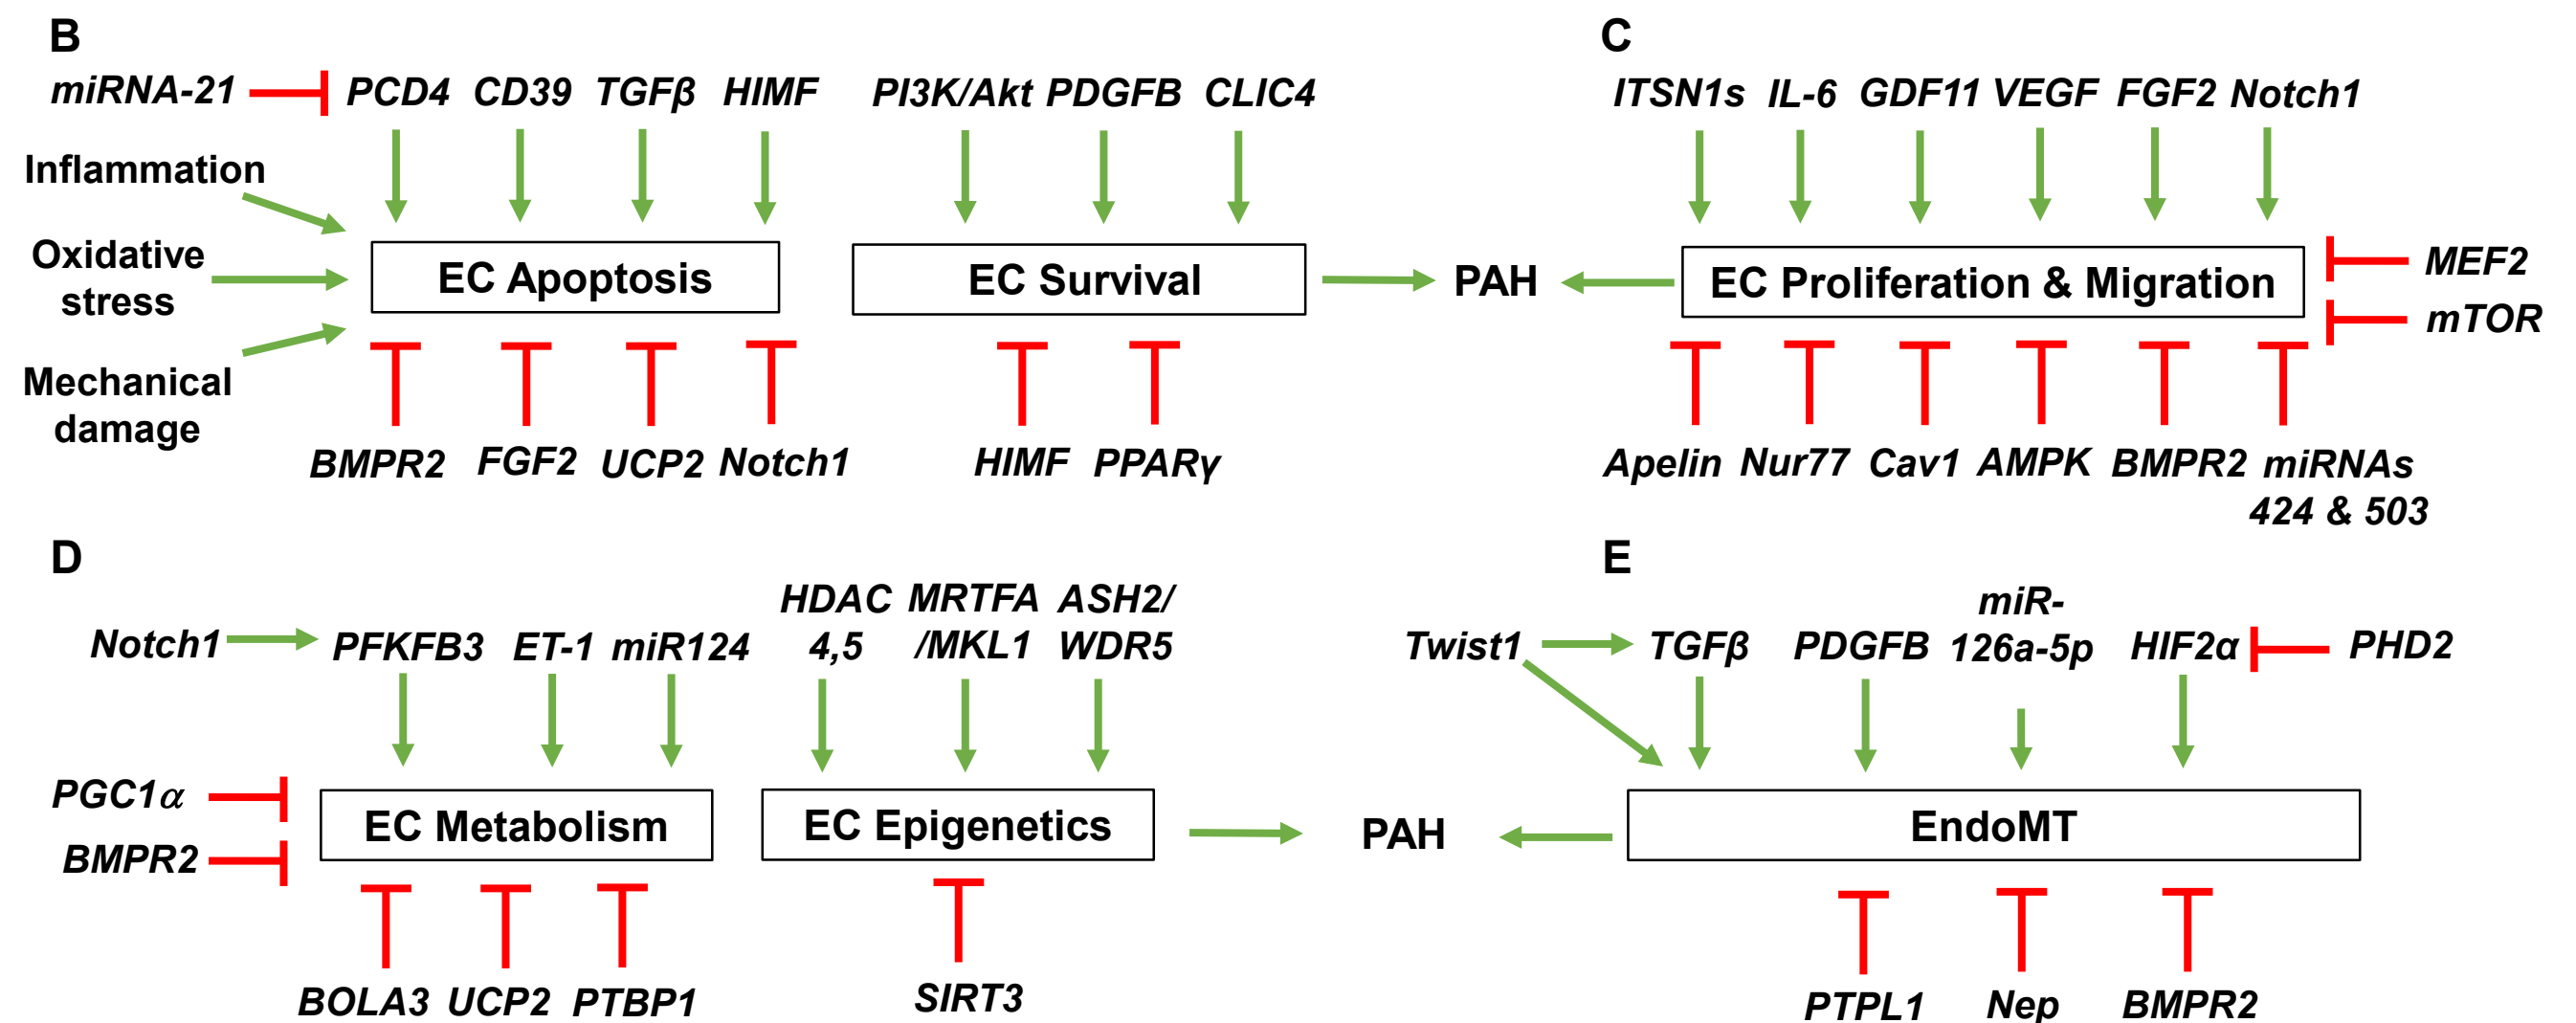 B
miRNA-21 PCD4 CD39 TGFβ HIMF PI3K/Akt PDGFB CLIC4
Inflammation
Oxidative
stress
Mechanical
damage
EC Apoptosis
EC Survival
PAH
BMPR2 FGF2 UCP2 Notch1 HIMF PPARγ
C
ITSN1s IL-6 GDF11 VEGF FGF2 Notch1
EC Proliferation & Migration
MEF2
mTOR
Apelin Nur77 Cav1 AMPK BMPR2 miRNAs
424 & 503
D
Notch1 PFKFB3 ET-1 miR124
HDAC
4,5
MRTFA
/MKL1
ASH2/
WDR5
PGC1α
BMPR2
EC Metabolism
EC Epigenetics
PAH
BOLA3 UCP2 PTBP1 SIRT3
E
Twist1 TGFβ PDGFB
miR-
126a-5p
HIF2α PHD2
EndoMT
PTPL1 Nep BMPR2